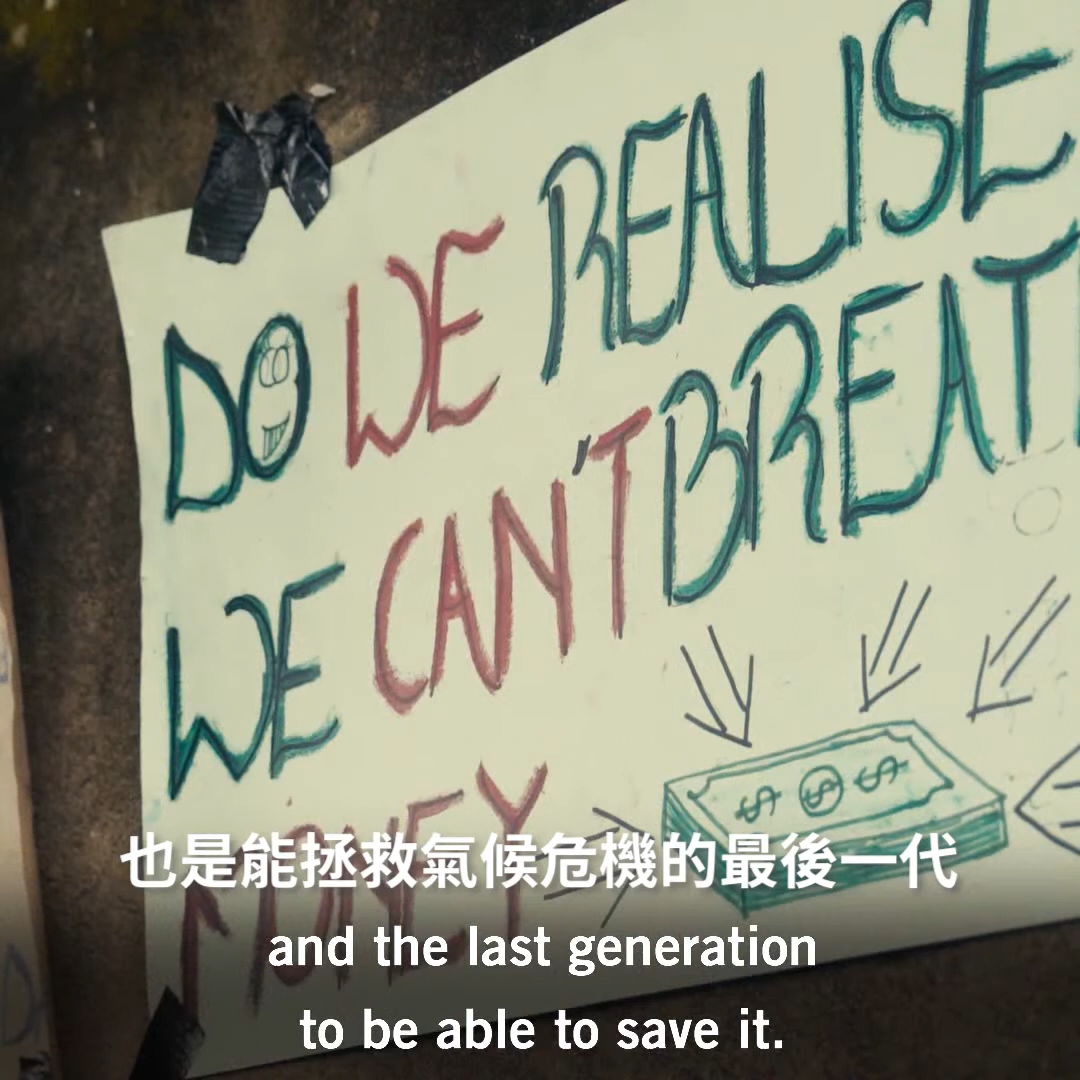 DO WE REALISE
WE CAN'T BREAT
MONEY
$ $ $
也是能拯救氣候危機的最後一代
and the last generation
to be able to save it.